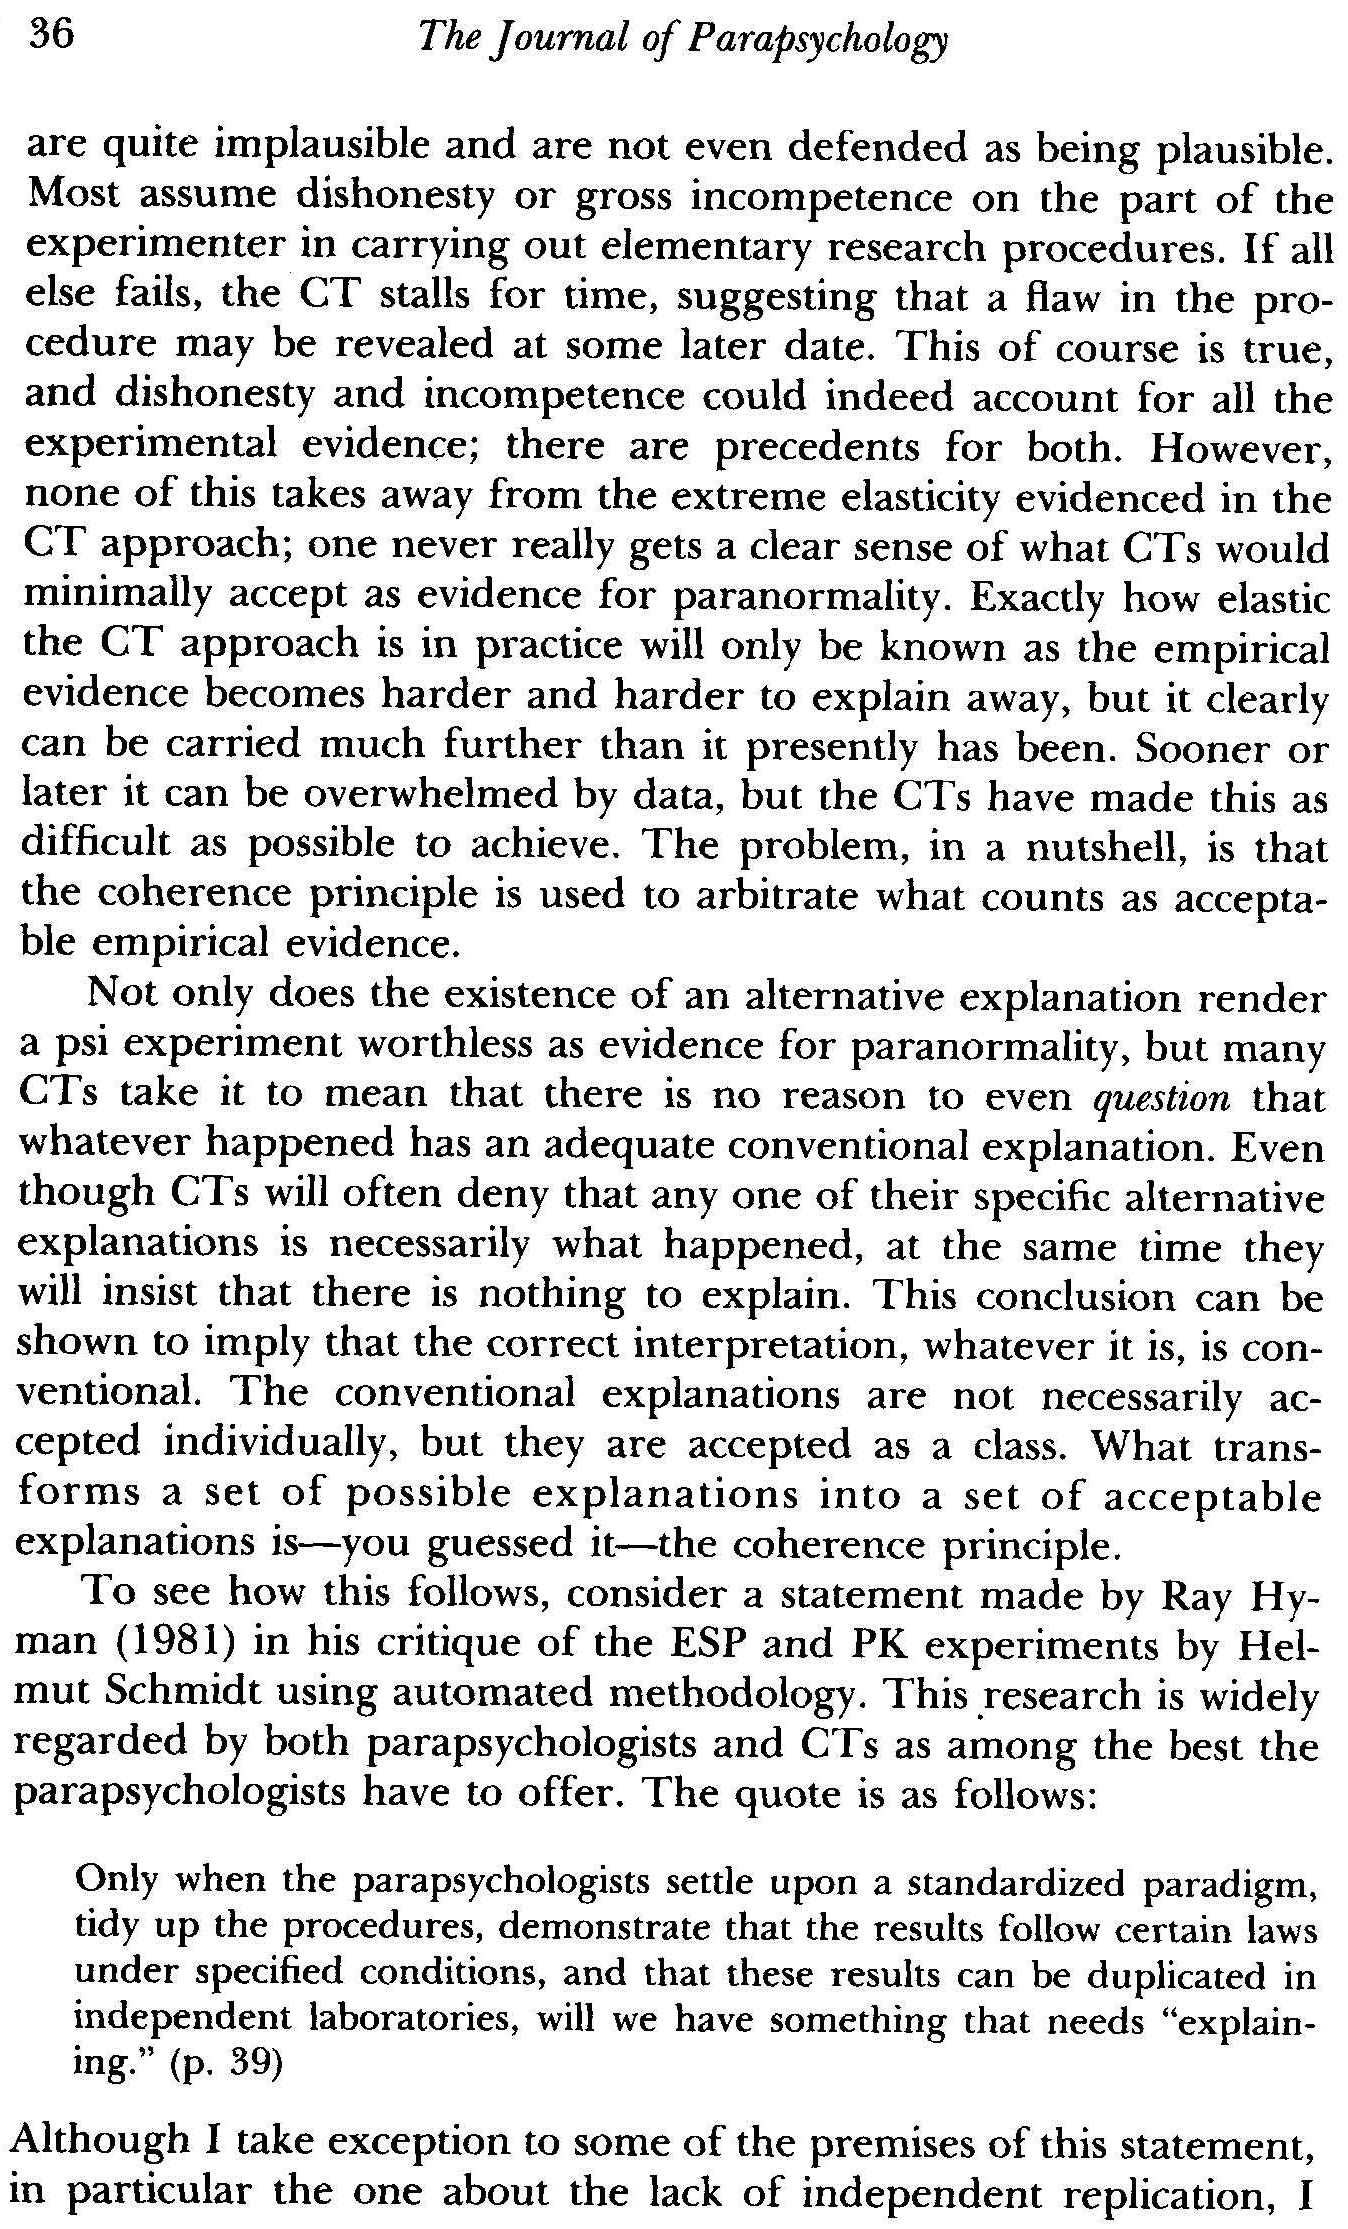 36
The Journal of Parapsychology
are quite implausible and are not even defended as being plausible.
Most assume dishonesty or gross incompetence on the part of the
experimenter in carrying out elementary research procedures. If all
else fails, the CT stalls for time, suggesting that a flaw in the pro-
cedure may be revealed at some later date. This of course is true,
and dishonesty and incompetence could indeed account for all the
experimental evidence; there are precedents for both. However,
none of this takes away from the extreme elasticity evidenced in the
CT approach; one never really gets a clear sense of what CTs would
minimally accept as evidence for paranormality. Exactly how elastic
the CT approach is in practice will only be known as the empirical
evidence becomes harder and harder to explain away, but it clearly
can be carried much further than it presently has been. Sooner or
later it can be overwhelmed by data, but the CTs have made this as
difficult as possible to achieve. The problem, in a nutshell, is that
the coherence principle is used to arbitrate what counts as accepta-
ble empirical evidence.
Not only does the existence of an alternative explanation render
a psi experiment worthless as evidence for paranormality, but many
CTs take it to mean that there is no reason to even question that
whatever happened has an adequate conventional explanation. Even
though CTs will often deny that any one of their specific alternative
explanations is necessarily what happened, at the same time they
will insist that there is nothing to explain. This conclusion can be
shown to imply that the correct interpretation, whatever it is, is con-
ventional. The conventional explanations are not necessarily ac-
cepted individually, but they are accepted as a class. What trans-
forms a set of possible explanations into a set of acceptable
explanations is—you guessed it—the coherence principle.
To see how this follows, consider a statement made by Ray Hy-
man (1981) in his critique of the ESP and PK experiments by Hel-
mut Schmidt using automated methodology. This research is widely
regarded by both parapsychologists and CTs as among the best the
parapsychologists have to offer. The quote is as follows:
Only when the parapsychologists settle upon a standardized paradigm,
tidy up the procedures, demonstrate that the results follow certain laws
under specified conditions, and that these results can be duplicated in
independent laboratories, will we have something that needs “explain-
ing.” (p. 39)
Although I take exception to some of the premises of this statement,
in particular the one about the lack of independent replication, I